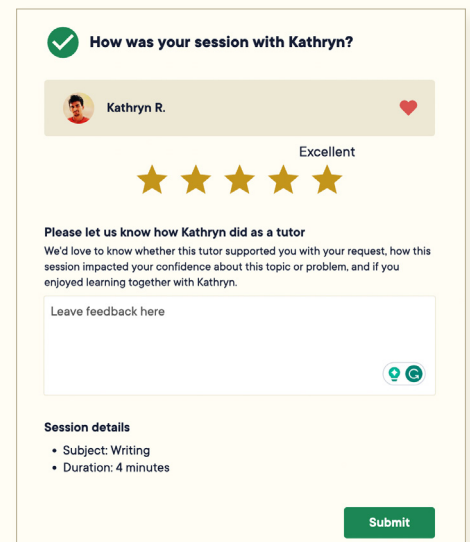 How was your session with Kathryn?
Kathryn R.
Excellent
Please let us know how Kathryn did as a tutor
We'd love to know whether this tutor supported you with your request, how this
session impacted your confidence about this topic or problem, and if you
enjoyed learning together with Kathryn.
Leave feedback here
Session details
• Subject: Writing
• Duration: 4 minutes
Submit